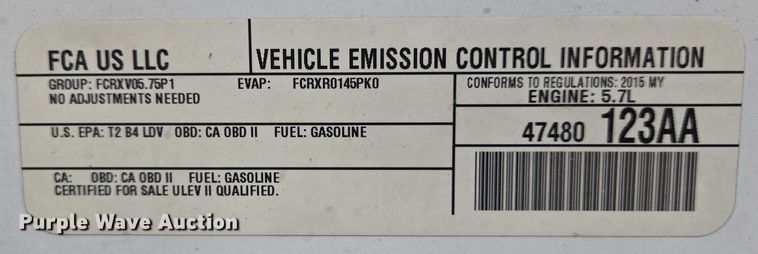 FCA US LLC
VEHICLE EMISSION CONTROL INFORMATION
GROUP: FCRXV05.75P1 EVAP: FCRXR0145PK0
NO ADJUSTMENTS NEEDED
CONFORMS TO REGULATIONS: 2015 MY
ENGINE: 5.7L
U.S. EPA: T2 B4 LDV OBD: CA OBD II FUEL: GASOLINE
47480 123AA
CA: OBD: CA OBD II FUEL: GASOLINE
CERTIFIED FOR SALE ULEV II QUALIFIED.
Purple Wave Auction